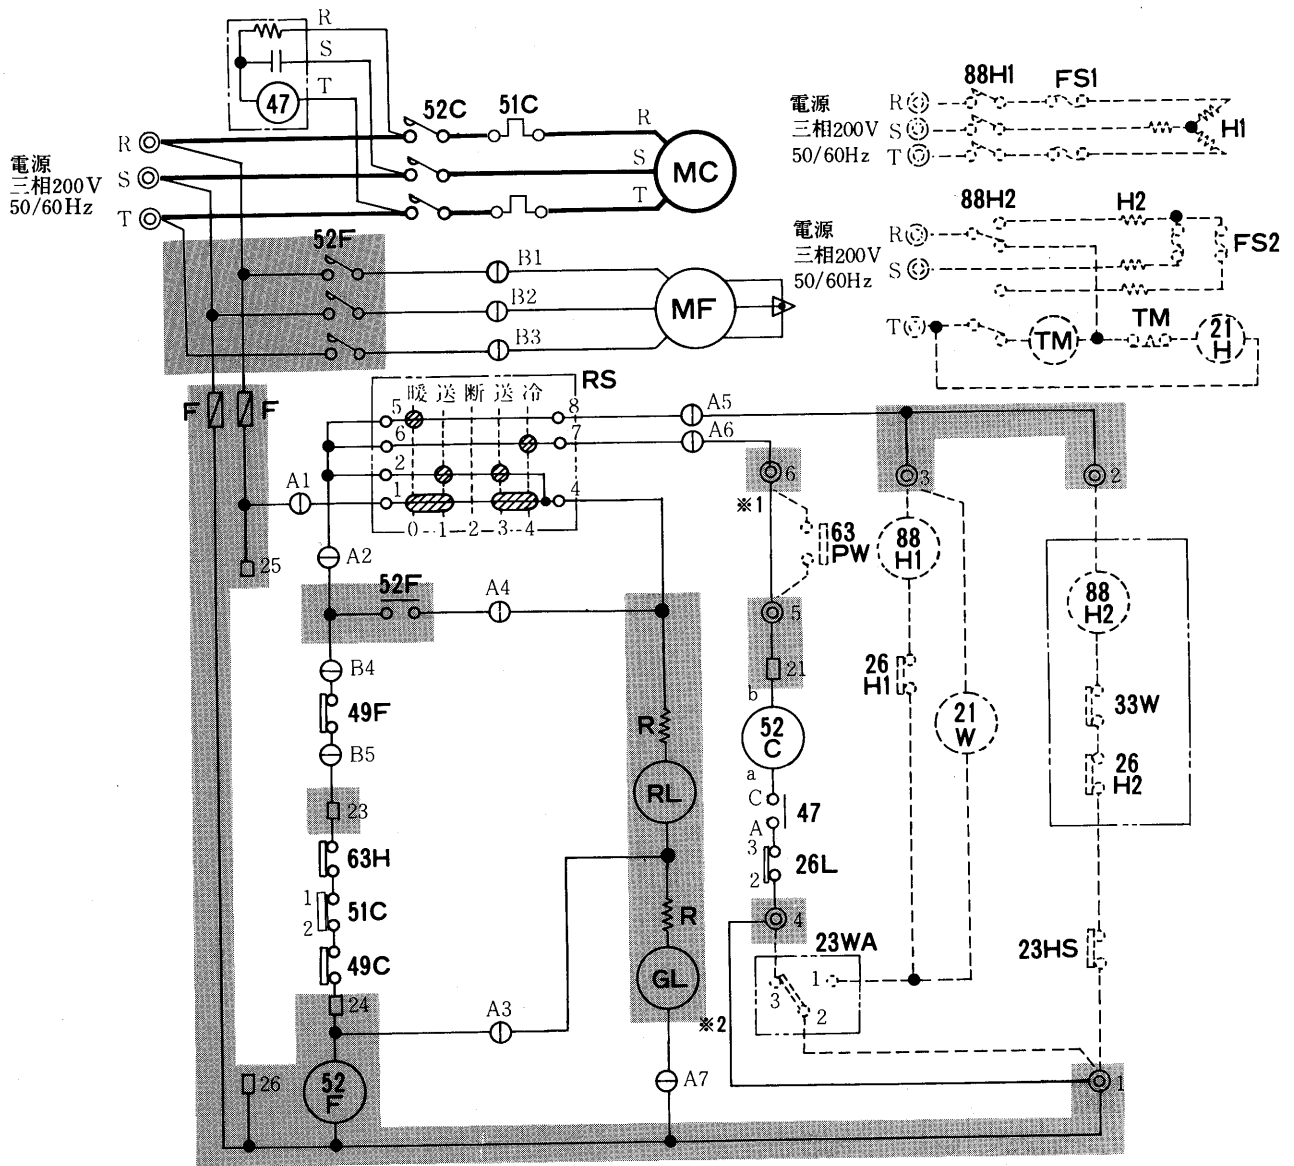 R
S
T
47
52C
51C
R
S
T
電源
三相200V
50/60Hz
R
S
T
MC
52F
B1
B2
B3
MF
88H1
FS1
電源
三相200V
50/60Hz
R
S
T
H1
88H2
H2
電源
三相200V
50/60Hz
R
S
T
FS2
TM
TM
21
H
F
F
RS
暖 送 断 送 冷
5
8
6
7
2
1
4
0--1--2--3--4
A5
A6
A1
25
A2
52F
A4
6
3
2
※1
63
PW
88
H1
88
H2
5
21
b
B4
49F
B5
26
H1
33W
R
52
C
21
W
a
26
H2
23
RL
C
47
A
63H
3
26L
2
1
51C
2
R
4
49C
23WA
23HS
GL
1
3
2
24
A3
※2
26
52
F
A7
1